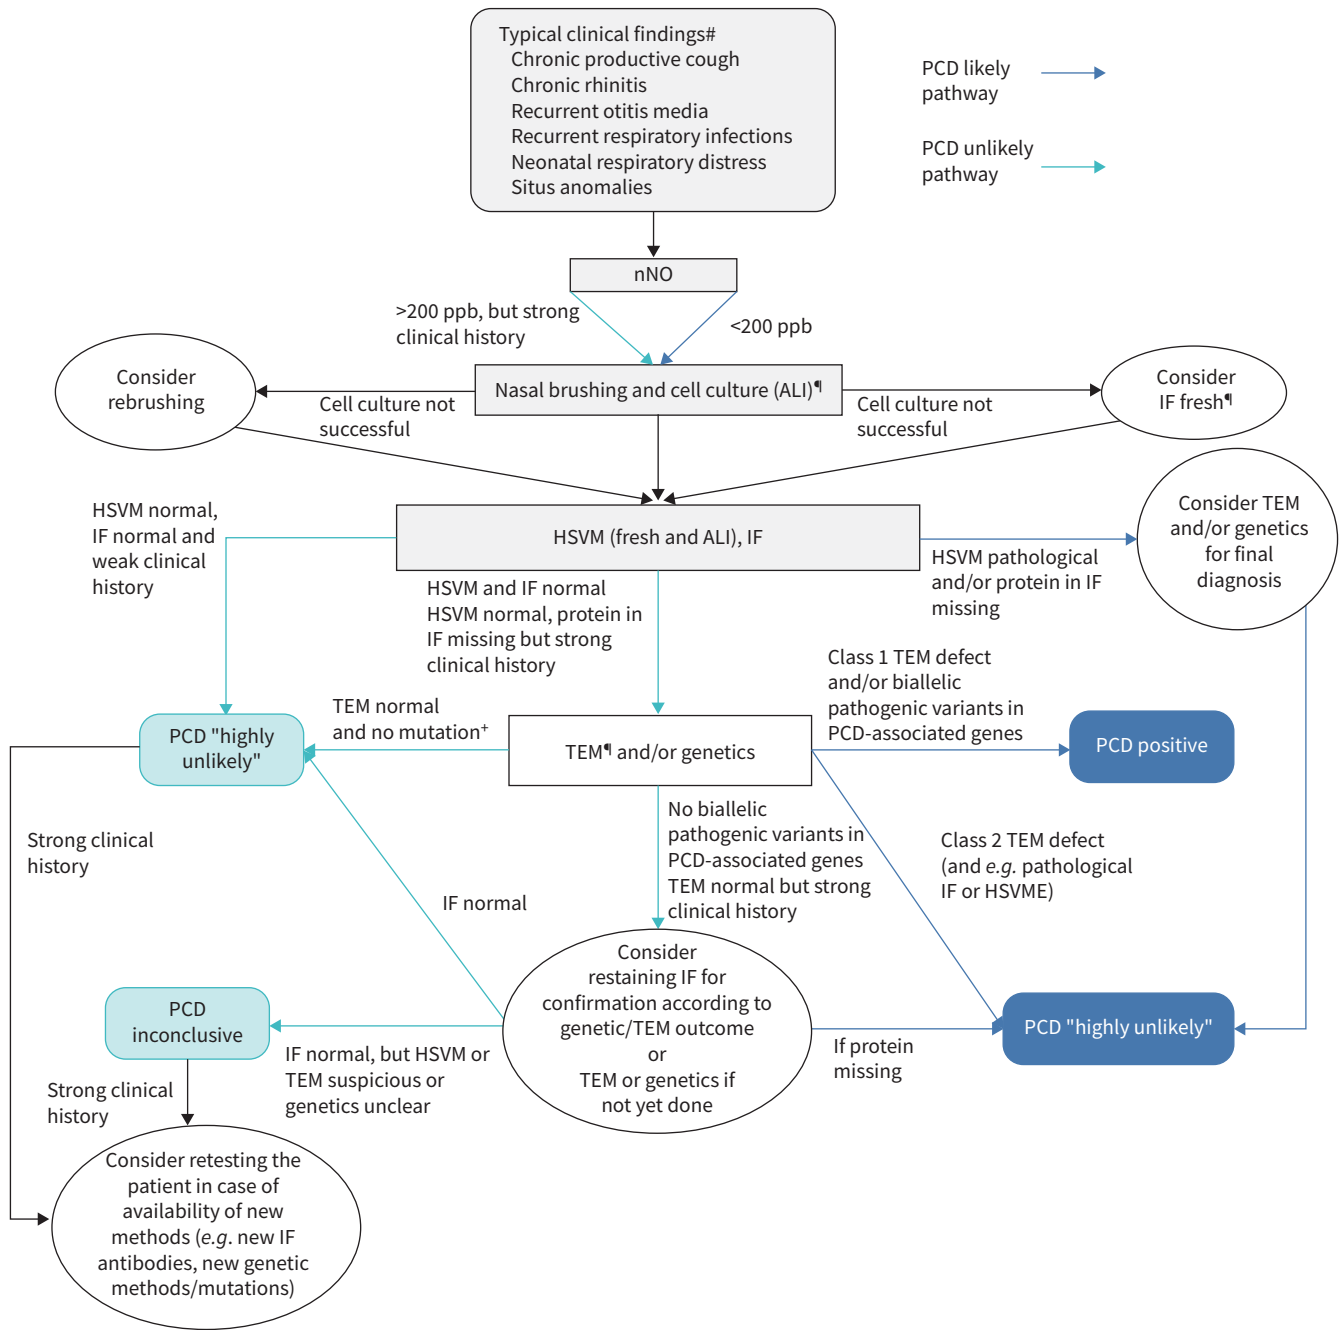 Typical clinical findings#
Chronic productive cough
Chronic rhinitis
Recurrent otitis media
Recurrent respiratory infections
Neonatal respiratory distress
Situs anomalies
PCD likely
pathway
PCD unlikely
pathway
nNO
>200 ppb, but strong
clinical history
<200 ppb
Consider
rebrushing
Nasal brushing and cell culture (ALI)¶
Consider
IF fresh¶
Cell culture not
successful
Cell culture not
successful
HSVM normal,
IF normal and
weak clinical
history
HSVM (fresh and ALI), IF
Consider TEM
and/or genetics
for final
diagnosis
HSVM pathological
and/or protein in IF
missing
HSVM and IF normal
HSVM normal, protein in
IF missing but strong
clinical history
Class 1 TEM defect
and/or biallelic
pathogenic variants in
PCD-associated genes
TEM normal
and no mutation⁺
PCD "highly
unlikely"
TEM¶ and/or genetics
PCD positive
Strong clinical
history
No biallelic
pathogenic variants in
PCD-associated genes
TEM normal but strong
clinical history
Class 2 TEM defect
(and e.g. pathological
IF or HSVME)
IF normal
Consider
restaining IF for
confirmation according to
genetic/TEM outcome
or
TEM or genetics if
not yet done
PCD
inconclusive
PCD "highly unlikely"
IF normal, but HSVM or
TEM suspicious or
genetics unclear
If protein
missing
Strong clinical
history
Consider retesting the
patient in case of
availability of new
methods (e.g. new IF
antibodies, new genetic
methods/mutations)